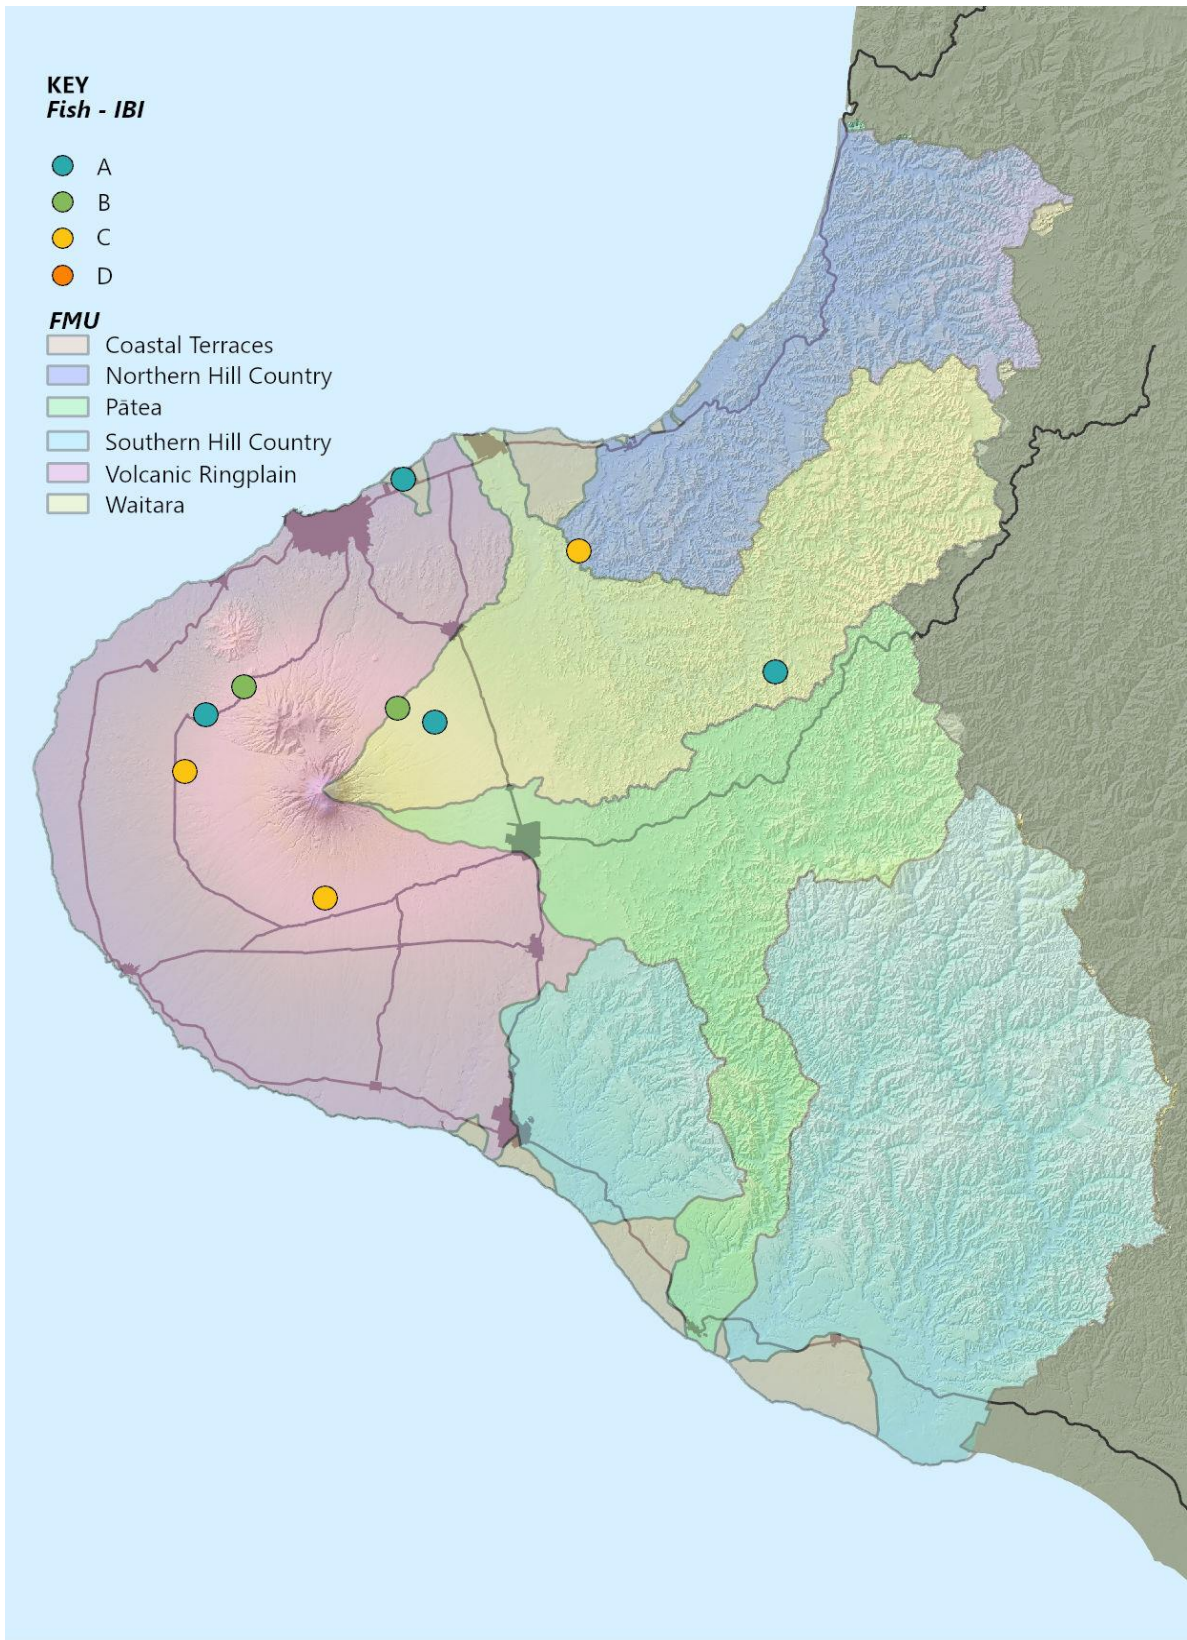 KEY
Fish - IBI
A
B
C
D
FMU
Coastal Terraces
Northern Hill Country
Pātea
Southern Hill Country
Volcanic Ringplain
Waitara